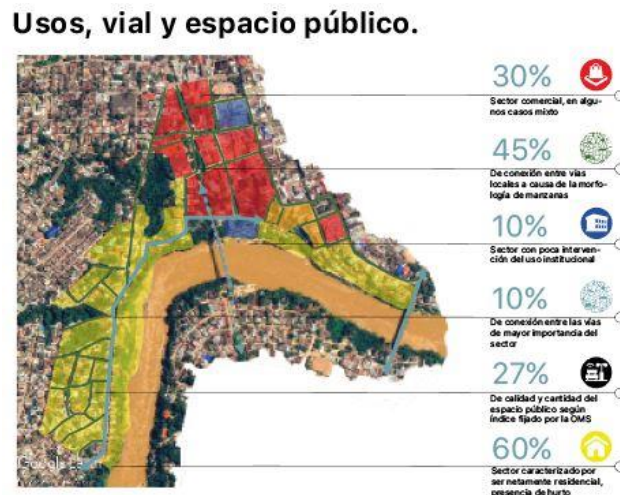 Usos, vial y espacio público.
30%
Sector comercial, en algu-
nos casos mixto
45%
De conexión entre vías
locales a causa de la morfo-
logía de manzanas
10%
Sector con poca interven-
ción del uso institucional
10%
De conexión entre las vías
de mayor importancia del
sector
27%
De calidad y cantidad del
espacio público según
índice fijado por la OMS
60%
Sector caracterizado por
ser netamente residencial,
presencia de hurto